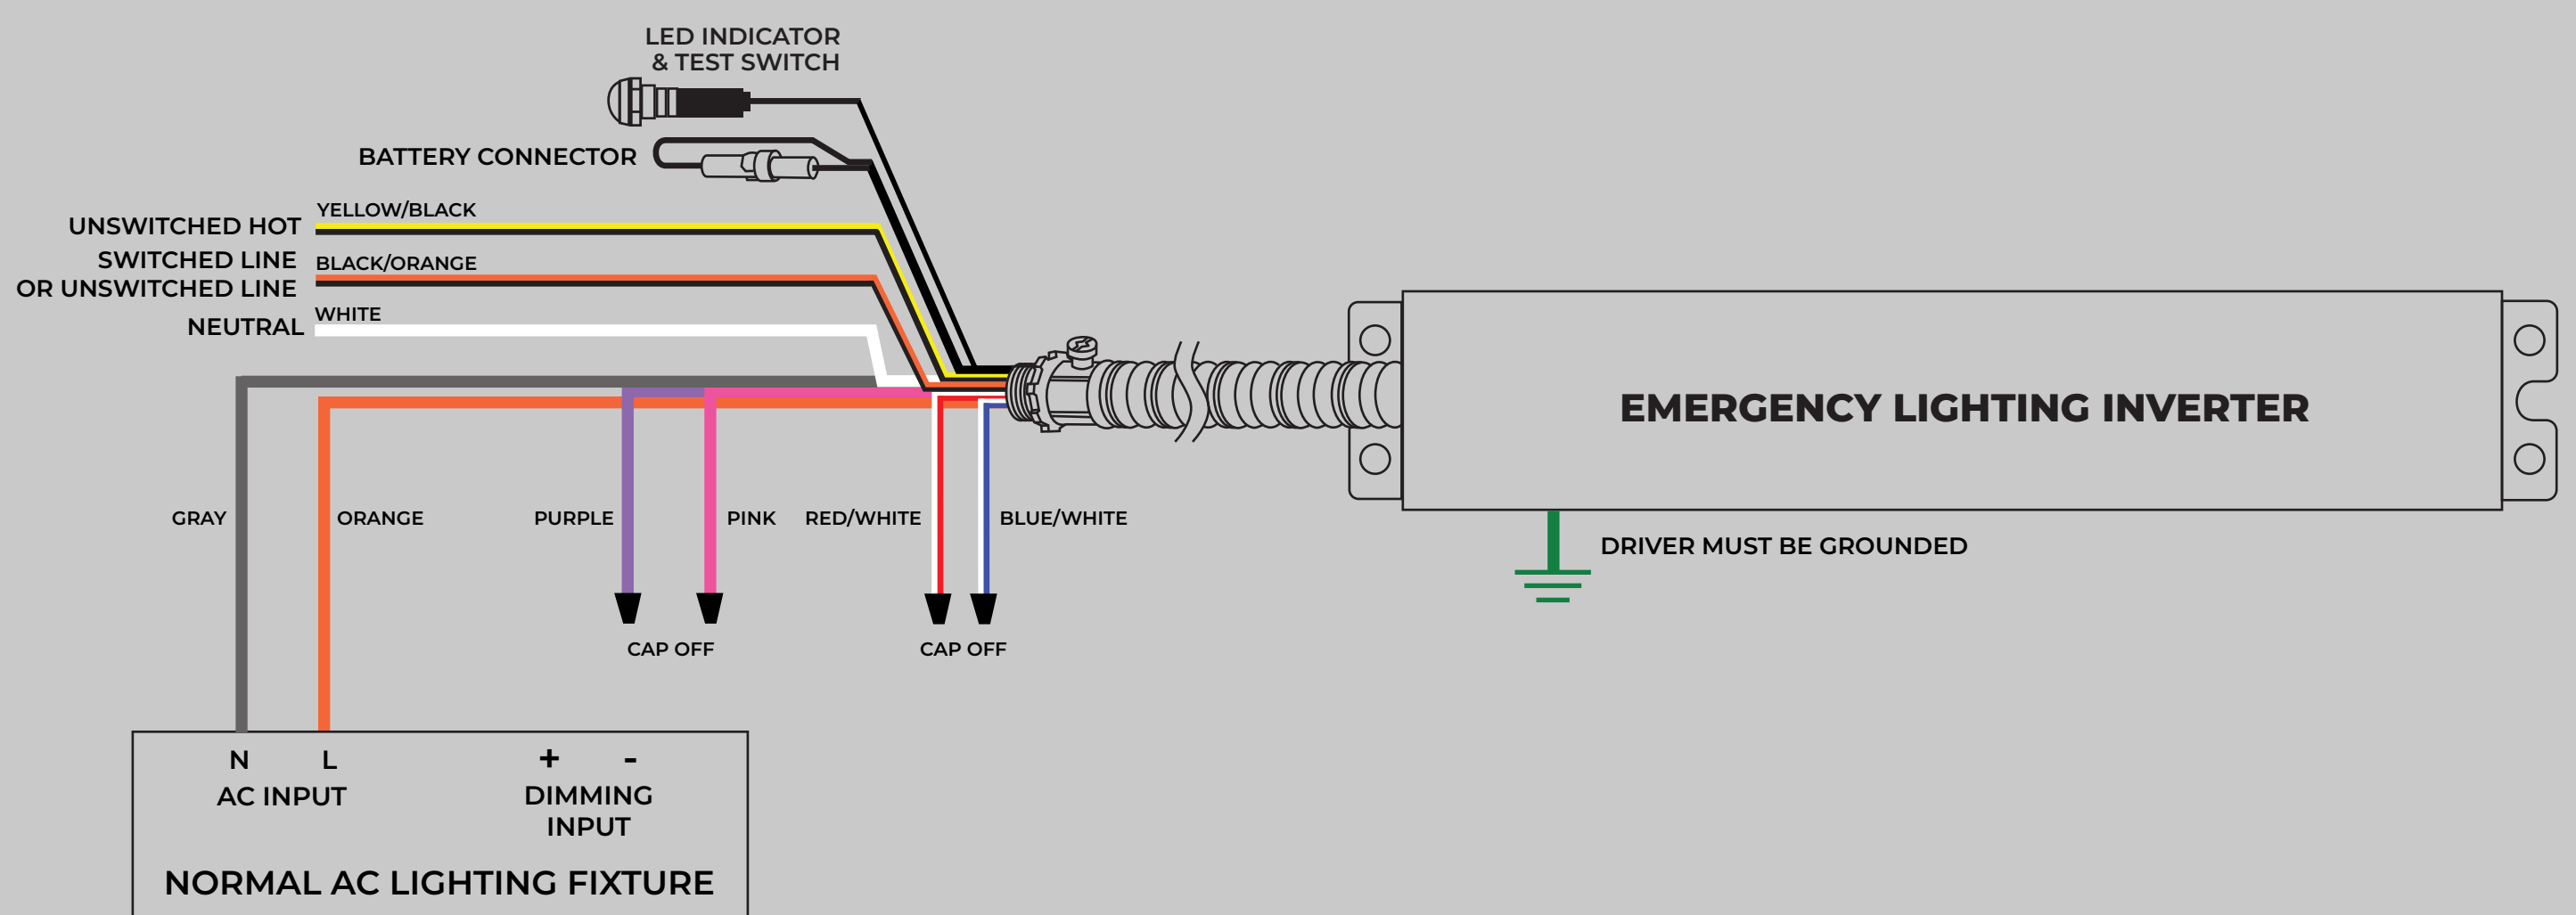 LED INDICATOR
& TEST SWITCH
BATTERY CONNECTOR
YELLOW/BLACK
UNSWITCHED HOT
SWITCHED LINE
OR UNSWITCHED LINE
BLACK/ORANGE
WHITE
NEUTRAL
EMERGENCY LIGHTING INVERTER
GRAY
ORANGE
PURPLE
PINK
RED/WHITE
BLUE/WHITE
DRIVER MUST BE GROUNDED
CAP OFF
CAP OFF
N L
AC INPUT
+ -
DIMMING
INPUT
NORMAL AC LIGHTING FIXTURE